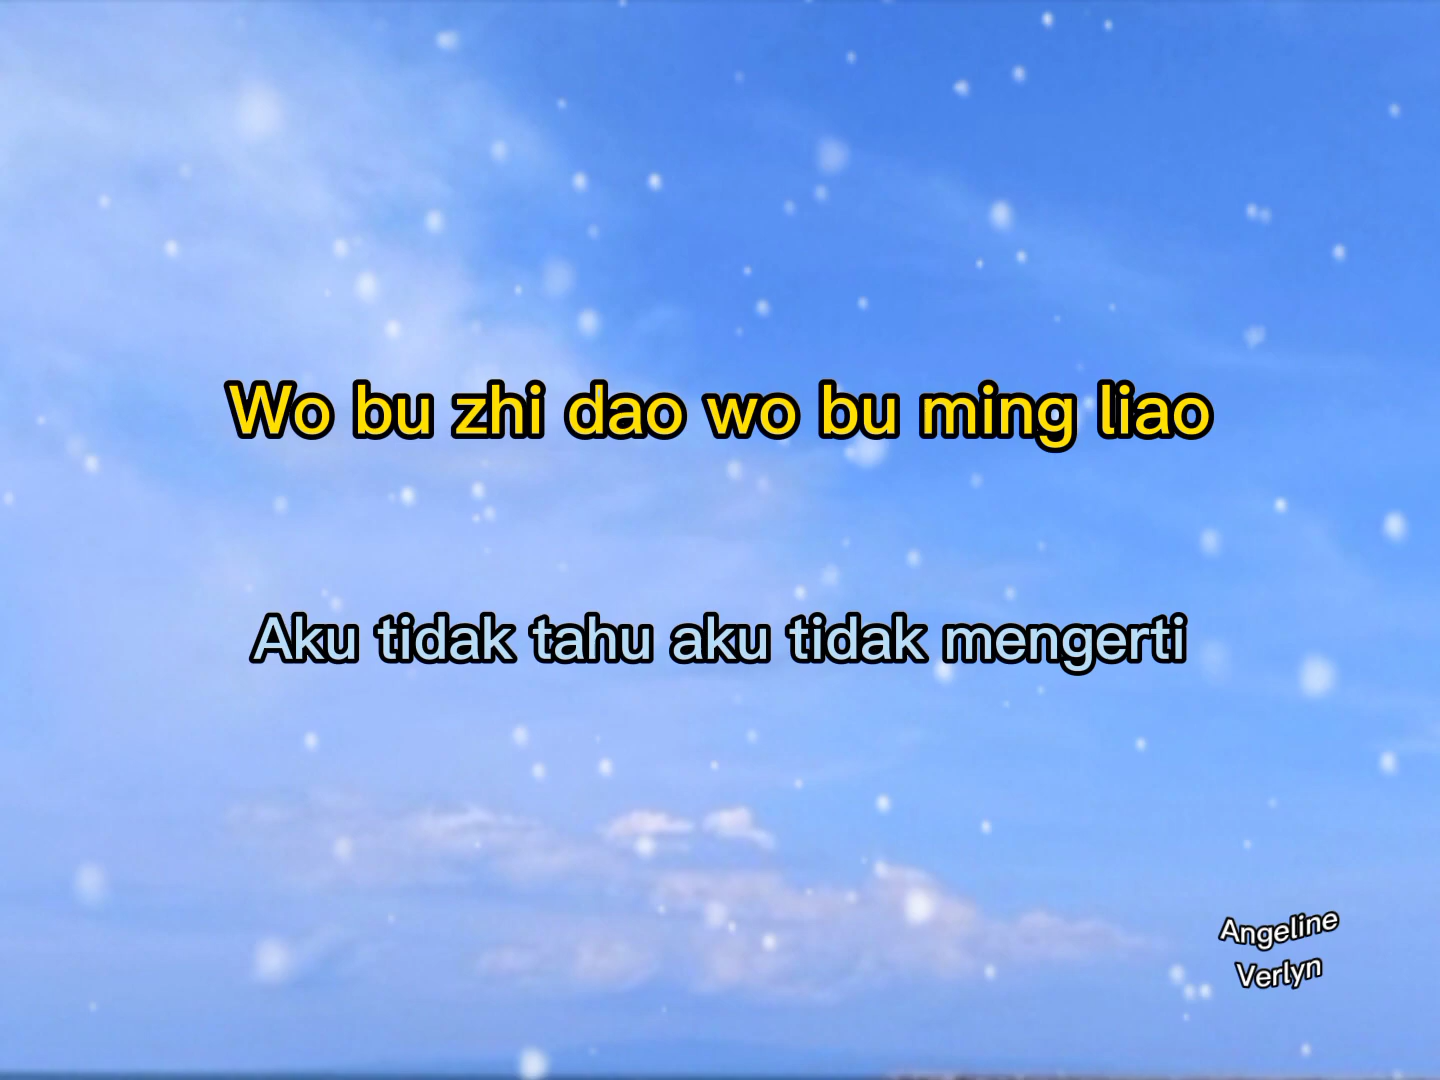 Wo bu zhi dao wo bu ming liao
Aku tidak tahu aku tidak mengerti
Angeline
Verlyn